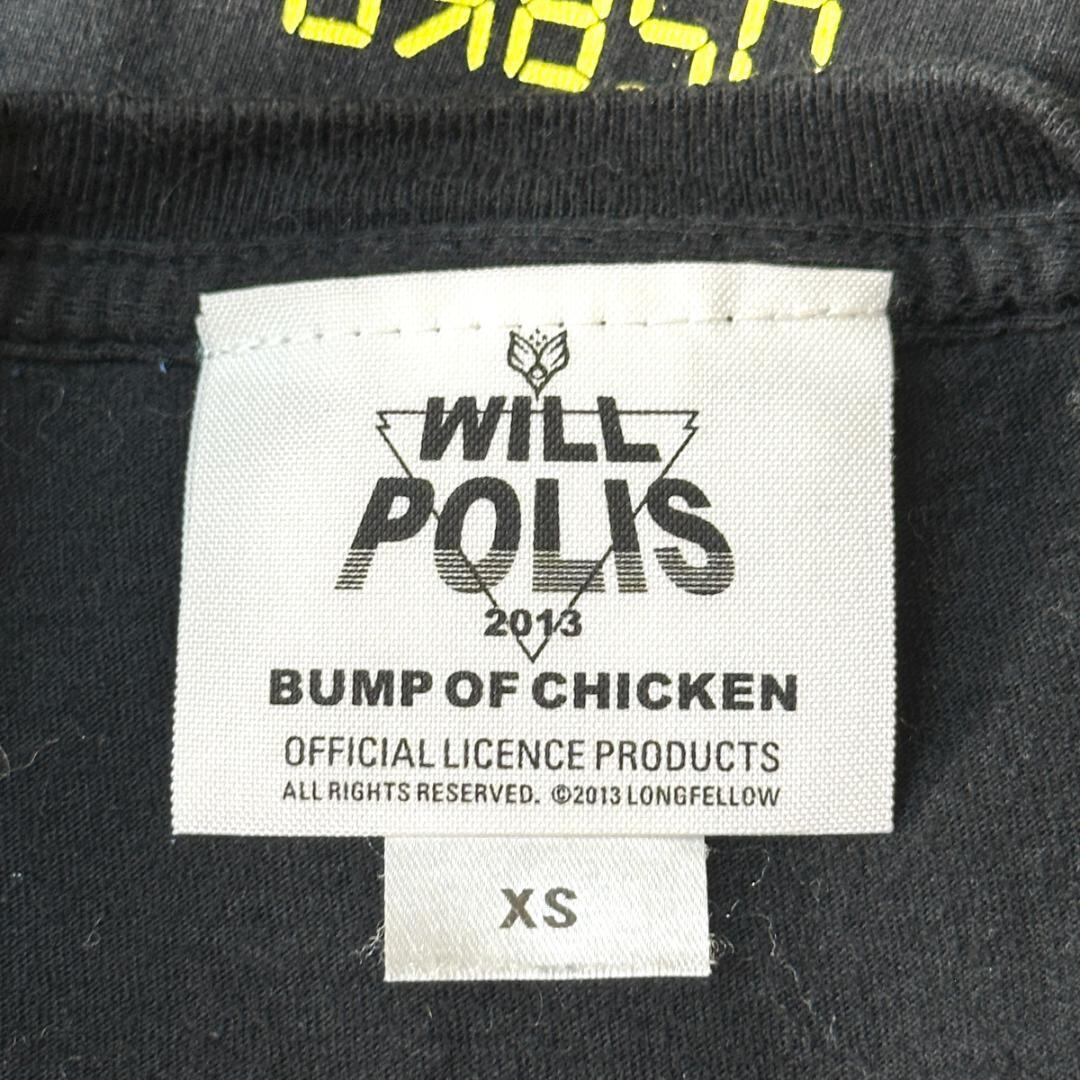 WILL
POLIS
2013
BUMP OF CHICKEN
OFFICIAL LICENCE PRODUCTS
ALL RIGHTS RESERVED. ©2013 LONGFELLOW
XS